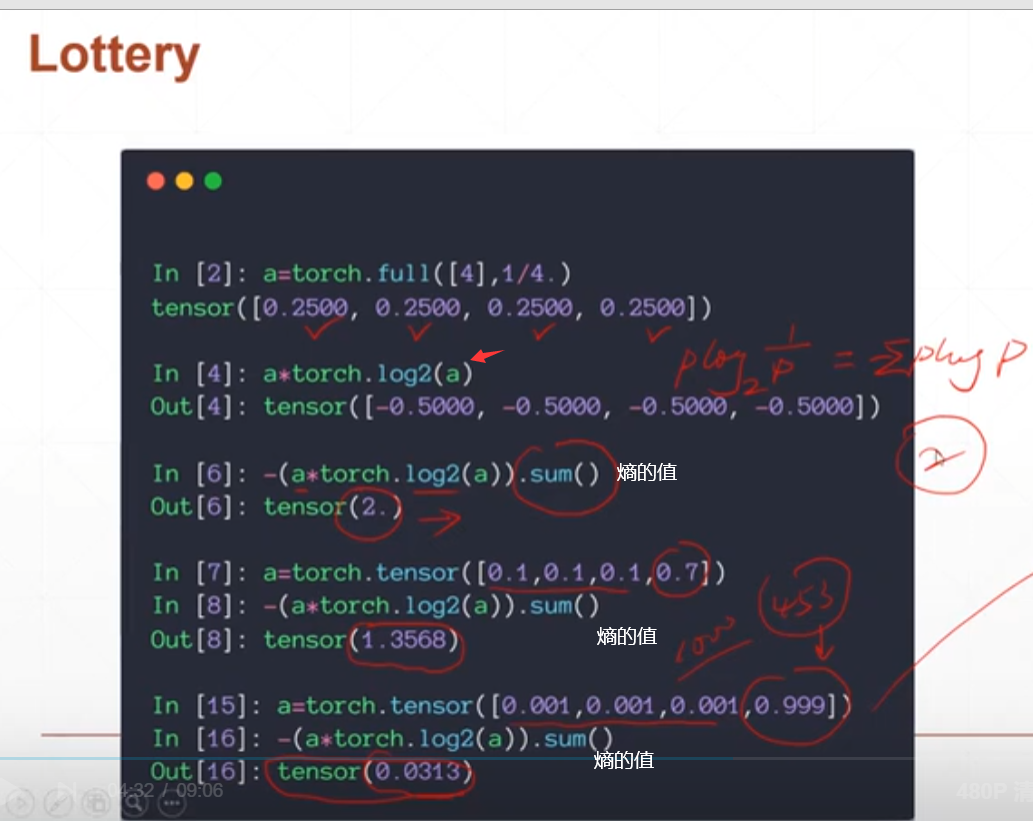 Lottery
In [2]: a=torch.full([4],1/4.)
tensor([0.2500, 0.2500, 0.2500, 0.2500])
In [4]: a*torch.log2(a)
p log₂ 1/p = Σplog p
Out[4]: tensor([-0.5000, -0.5000, -0.5000, -0.5000])
2
In [6]: -(a*torch.log2(a)).sum() 熵的值
Out[6]: tensor(2.)
In [7]: a=torch.tensor([0.1,0.1,0.1,0.7])
In [8]: -(a*torch.log2(a)).sum()
453
Out[8]: tensor(1.3568) 熵的值
In [15]: a=torch.tensor([0.001,0.001,0.001,0.999])
In [16]: -(a*torch.log2(a)).sum()
熵的值
Out[16]: tensor(0.0313)
04:32 / 09:06
480P